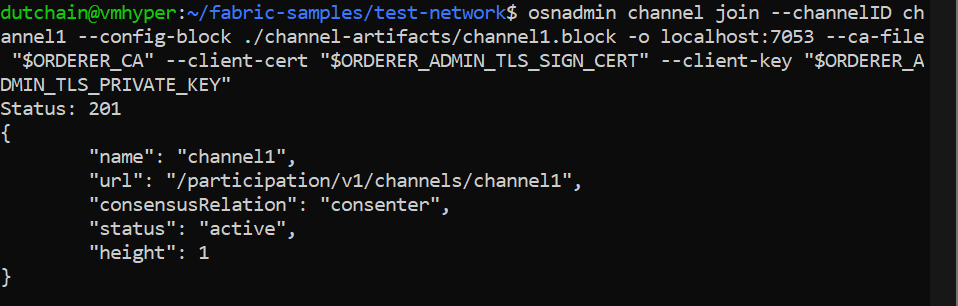 dutchain@vmhyper:~/fabric-samples/test-network$ osnadmin channel join --channelID ch
annel1 --config-block ./channel-artifacts/channel1.block -o localhost:7053 --ca-file
 "$ORDERER_CA" --client-cert "$ORDERER_ADMIN_TLS_SIGN_CERT" --client-key "$ORDERER_A
DMIN_TLS_PRIVATE_KEY"
Status: 201
{
        "name": "channel1",
        "url": "/participation/v1/channels/channel1",
        "consensusRelation": "consenter",
        "status": "active",
        "height": 1
}